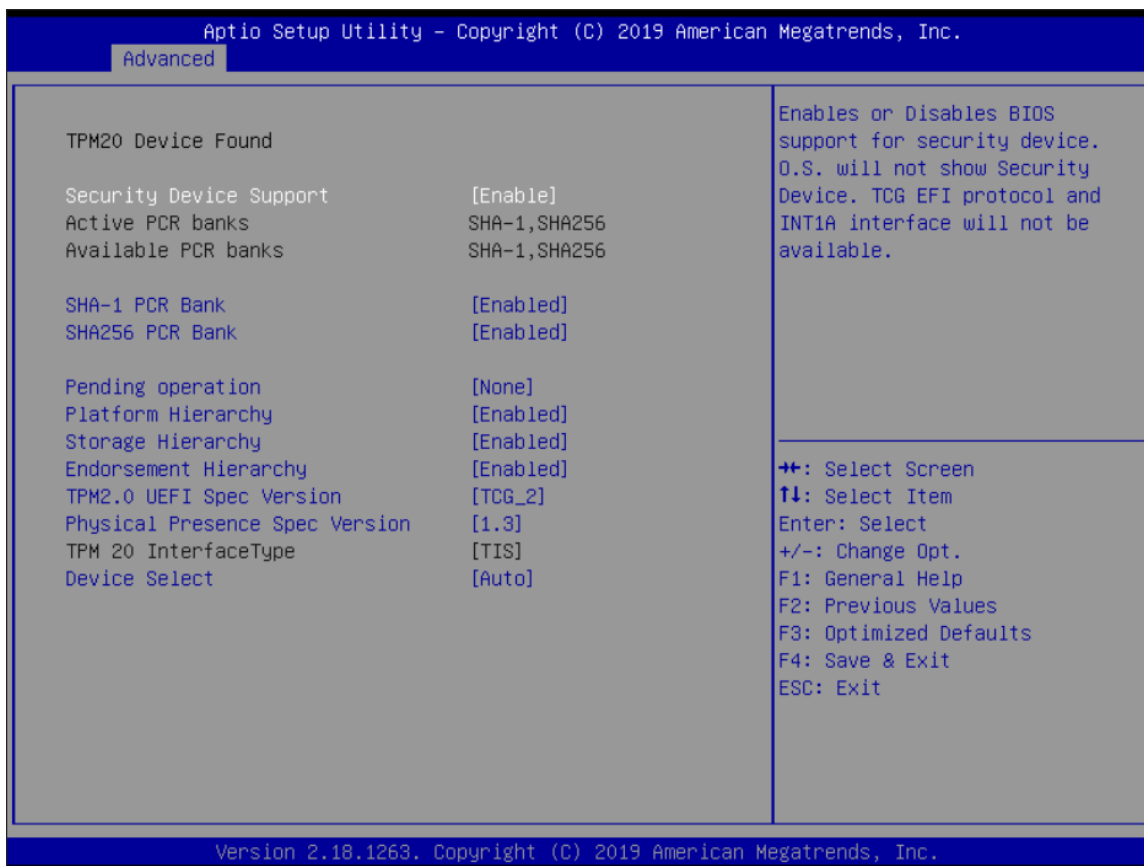 Aptio Setup Utility – Copyright (C) 2019 American Megatrends, Inc.
Advanced
TPM20 Device Found
Security Device Support [Enable]
Active PCR banks SHA-1,SHA256
Available PCR banks SHA-1,SHA256
SHA-1 PCR Bank [Enabled]
SHA256 PCR Bank [Enabled]
Pending operation [None]
Platform Hierarchy [Enabled]
Storage Hierarchy [Enabled]
Endorsement Hierarchy [Enabled]
TPM2.0 UEFI Spec Version [TCG_2]
Physical Presence Spec Version [1.3]
TPM 20 InterfaceType [TIS]
Device Select [Auto]
Enables or Disables BIOS
support for security device.
O.S. will not show Security
Device. TCG EFI protocol and
INT1A interface will not be
available.
→←: Select Screen
↑↓: Select Item
Enter: Select
+/-: Change Opt.
F1: General Help
F2: Previous Values
F3: Optimized Defaults
F4: Save & Exit
ESC: Exit
Version 2.18.1263. Copyright (C) 2019 American Megatrends, Inc.